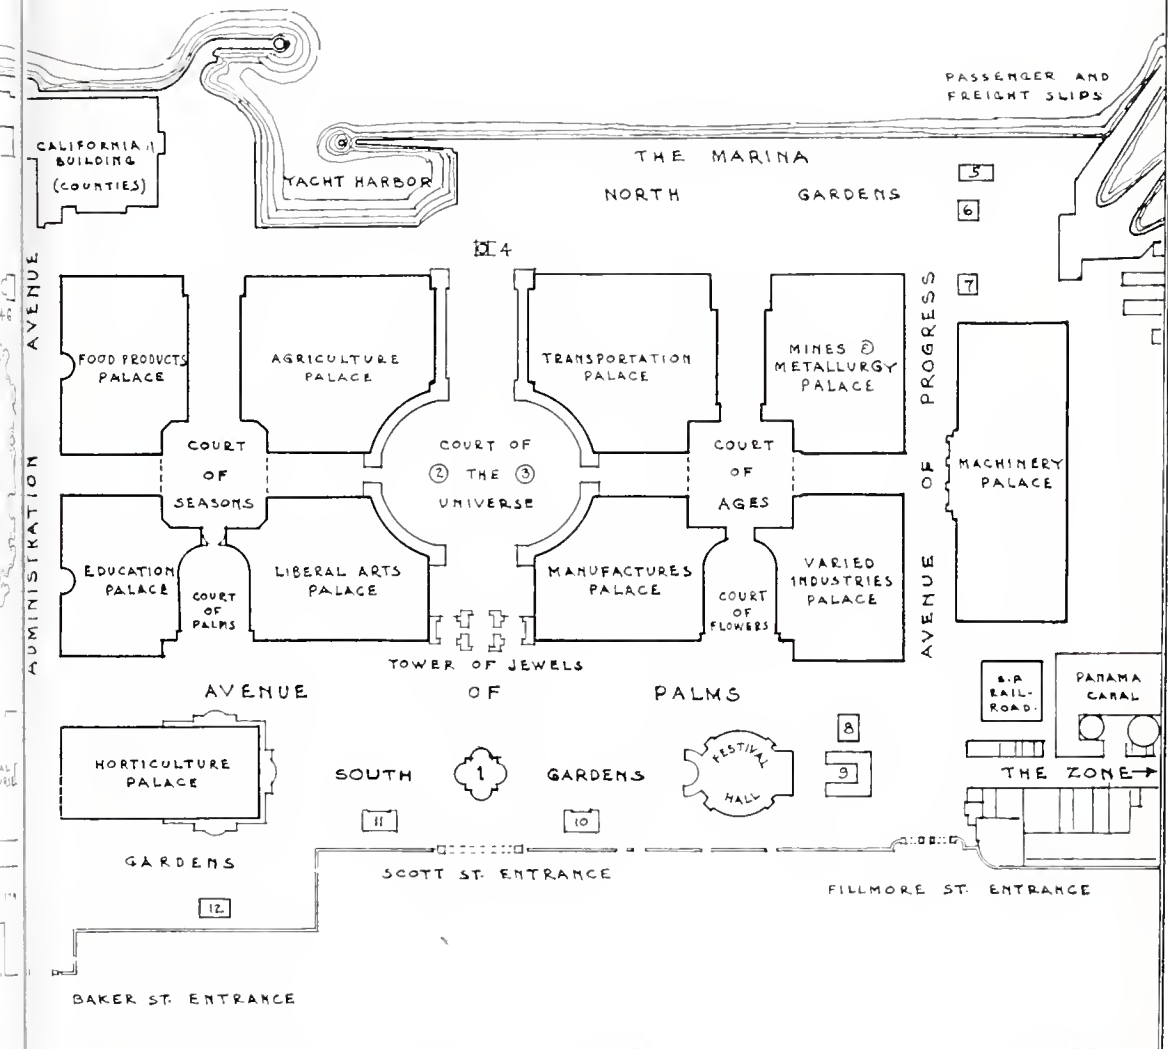 PASSENGER AND
FREIGHT SLIPS
CALIFORNIA
BUILDING
(COUNTIES)
YACHT HARBOR
THE MARINA
NORTH GARDENS
5
6
4
7
AVENUE
PROGRESS
FOOD PRODUCTS
PALACE
AGRICULTURE
PALACE
TRANSPORTATION
PALACE
MINES &
METALLURGY
PALACE
COURT
OF
SEASONS
COURT OF
2 THE 3
UNIVERSE
COURT
OF
AGES
OF
MACHINERY
PALACE
ADMINISTRATION
EDUCATION
PALACE
COURT
OF
PALMS
LIBERAL ARTS
PALACE
MANUFACTURES
PALACE
COURT
OF
FLOWERS
VARIED
INDUSTRIES
PALACE
AVENUE
TOWER OF JEWELS
AVENUE OF PALMS
S.P.
RAIL-
ROAD.
PANAMA
CANAL
HORTICULTURE
PALACE
SOUTH 1 GARDENS
FESTIVAL
HALL
8
9
THE ZONE
11
10
GARDENS
SCOTT ST. ENTRANCE
FILLMORE ST. ENTRANCE
12
BAKER ST. ENTRANCE